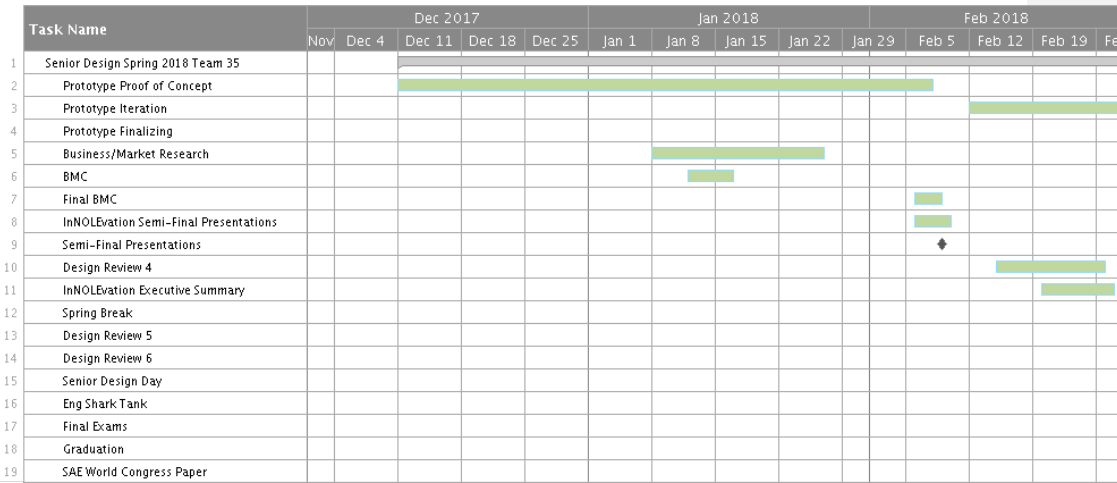 Task Name
Dec 2017 Jan 2018 Feb 2018
Nov Dec 4 Dec 11 Dec 18 Dec 25 Jan 1 Jan 8 Jan 15 Jan 22 Jan 29 Feb 5 Feb 12 Feb 19 Fe
1 Senior Design Spring 2018 Team 35
2 Prototype Proof of Concept
3 Prototype Iteration
4 Prototype Finalizing
5 Business/Market Research
6 BMC
7 Final BMC
8 InNOLEvation Semi-Final Presentations
9 Semi-Final Presentations
10 Design Review 4
11 InNOLEvation Executive Summary
12 Spring Break
13 Design Review 5
14 Design Review 6
15 Senior Design Day
16 Eng Shark Tank
17 Final Exams
18 Graduation
19 SAE World Congress Paper